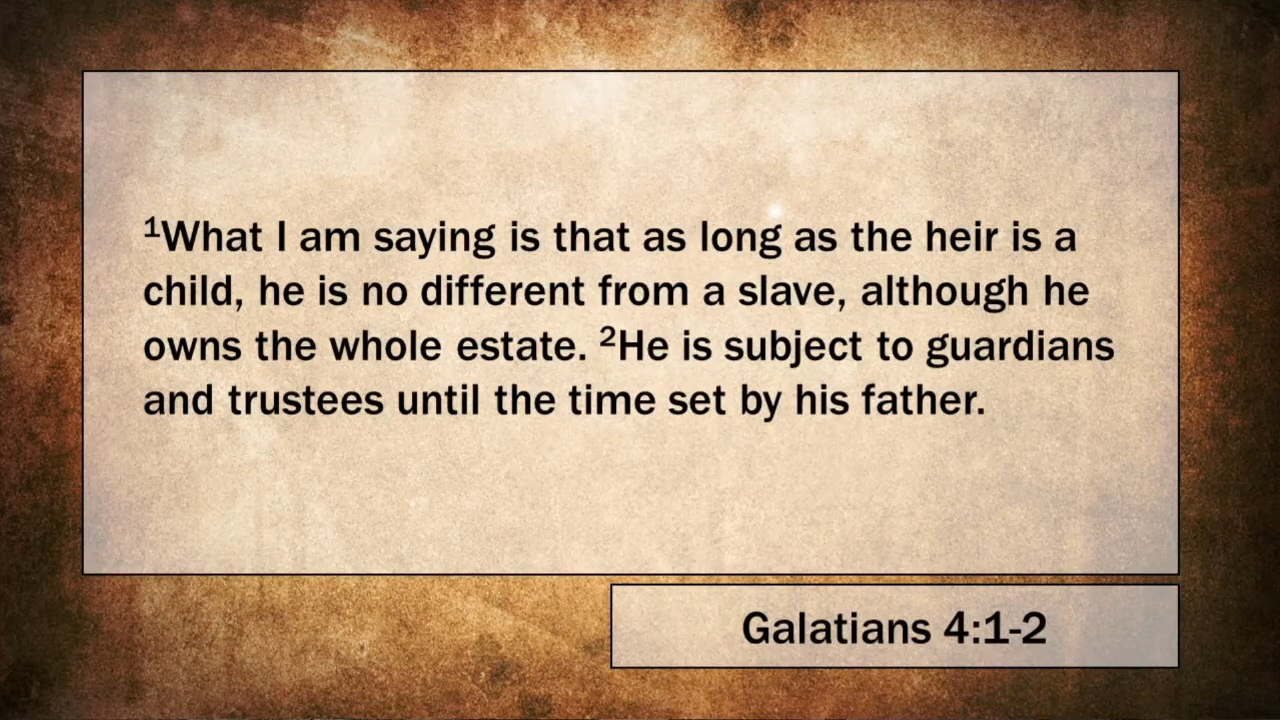 ¹What I am saying is that as long as the heir is a
child, he is no different from a slave, although he
owns the whole estate. ²He is subject to guardians
and trustees until the time set by his father.
Galatians 4:1-2